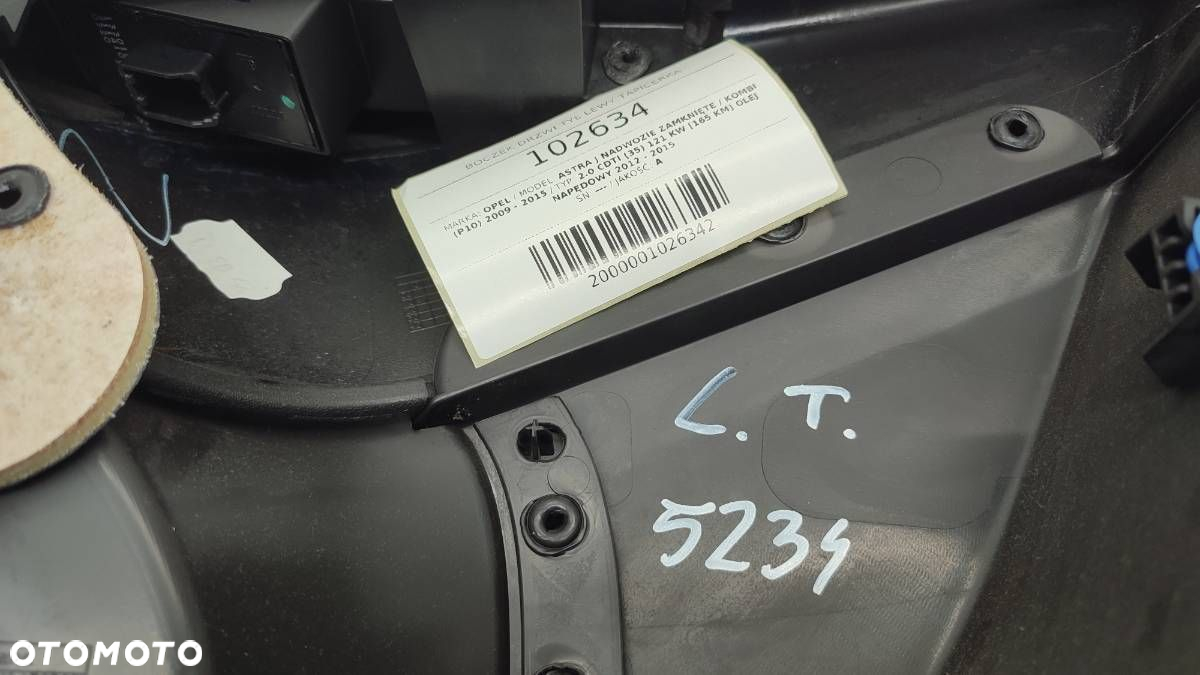 BOCZEK DRZWI TYŁ LEWY TAPICERKA
102634
MARKA: OPEL / MODEL: ASTRA J NADWOZIE ZAMKNIĘTE / KOMBI
(P10) 2009 - 2015 / TYP: 2.0 CDTI (35) 121 KW [165 KM] OLEJ
NAPĘDOWY 2012 - 2015
SN: --- / JAKOŚĆ: A
2000001026342
L. T.
5234
OTOMOTO